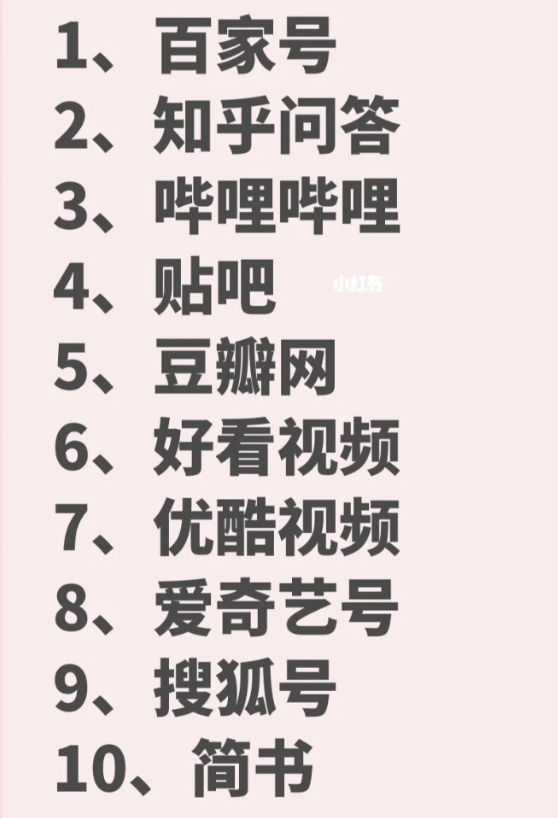 1、百家号
2、知乎问答
3、哔哩哔哩
4、贴吧
小红书
5、豆瓣网
6、好看视频
7、优酷视频
8、爱奇艺号
9、搜狐号
10、简书